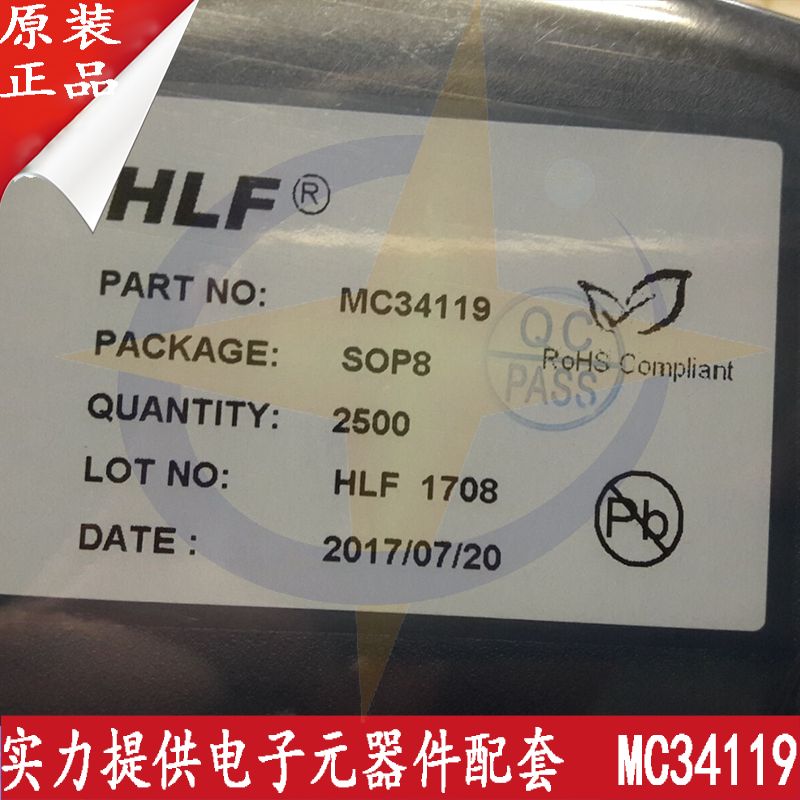 原装
正品
HLF®
PART NO: MC34119
PACKAGE: SOP8
QUANTITY: 2500
LOT NO: HLF 1708
DATE : 2017/07/20
QC
PASS
RoHS Compliant
Pb
实力提供电子元器件配套 MC34119